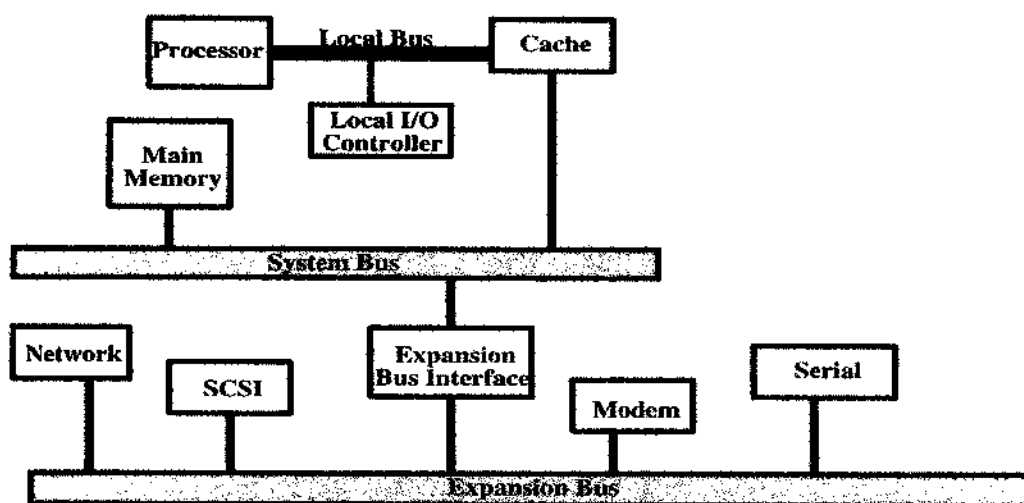 Local Bus
Processor
Cache
Local I/O
Controller
Main
Memory
System Bus
Network
SCSI
Expansion
Bus Interface
Modem
Serial
Expansion Bus